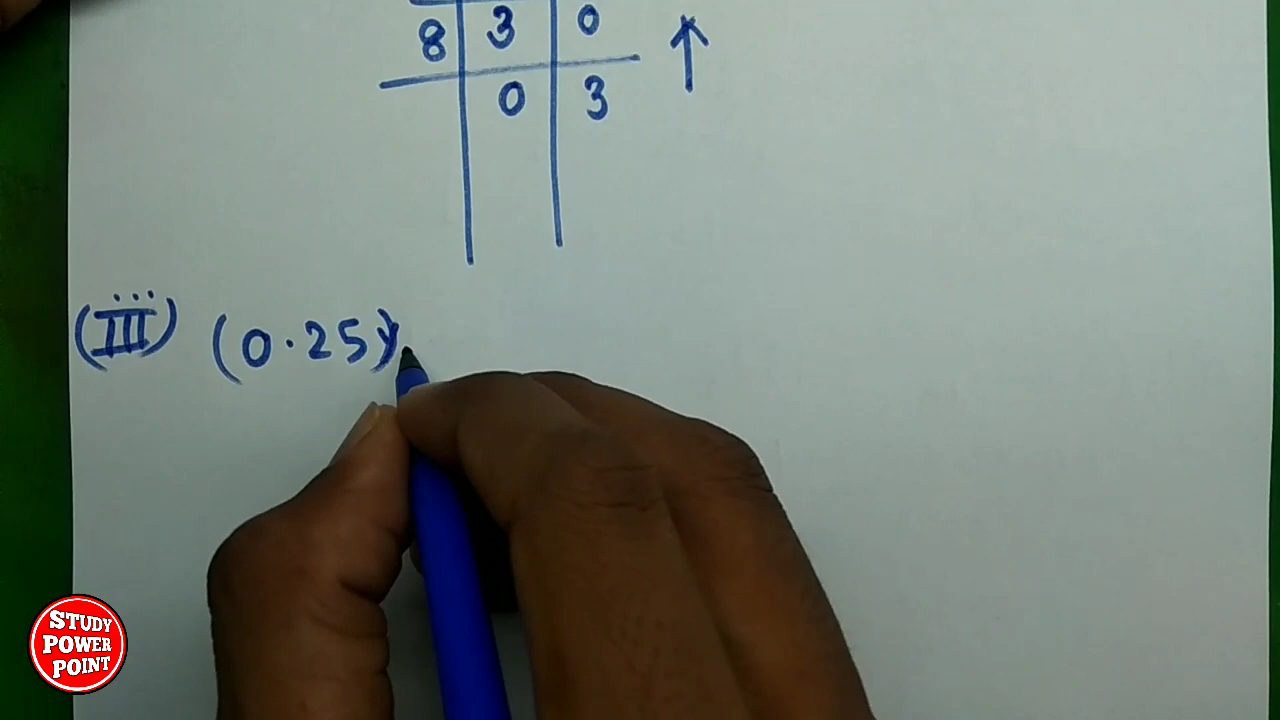 8 3 0 ↑
0 3
(III) (0.25)
STUDY
POWER
POINT